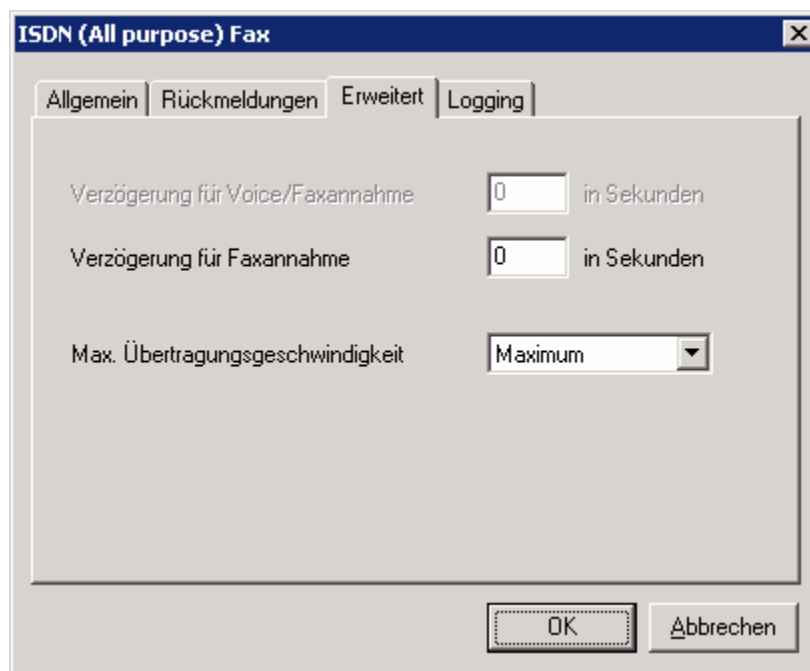 ISDN (All purpose) Fax
Allgemein Rückmeldungen Erweitert Logging
Verzögerung für Voice/Faxannahme 0 in Sekunden
Verzögerung für Faxannahme 0 in Sekunden
Max. Übertragungsgeschwindigkeit Maximum
OK Abbrechen